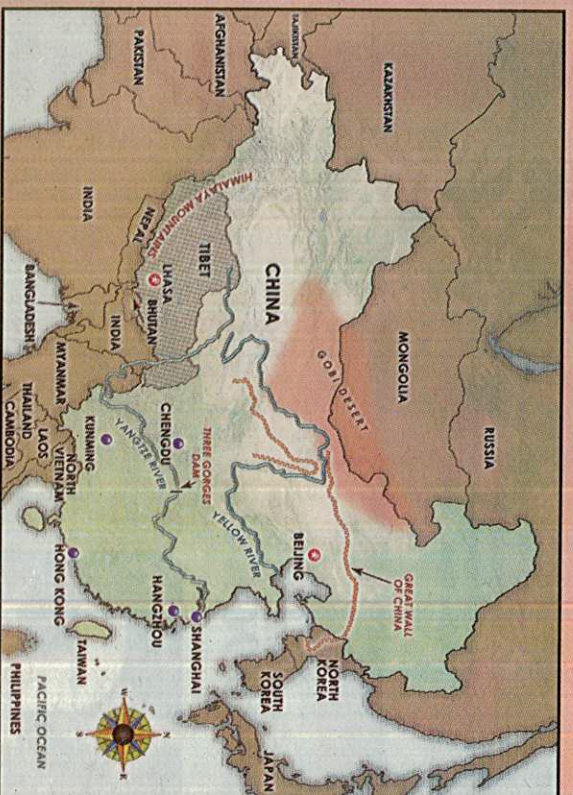 RUSSIA
KAZAKHSTAN
MONGOLIA
TAJIKISTAN
GOBI DESERT
AFGHANISTAN
GREAT WALL
OF CHINA
NORTH
KOREA
BEIJING
CHINA
SOUTH
KOREA
JAPAN
PAKISTAN
YELLOW RIVER
TIBET
HIMALAYA MOUNTAINS
THREE GORGES
DAM
SHANGHAI
LHASA
CHENGDU
HANGZHOU
NEPAL
BHUTAN
YANGTZE RIVER
INDIA
INDIA
KUNMING
TAIWAN
BANGLADESH
MYANMAR
HONG KONG
NORTH
VIETNAM
LAOS
THAILAND
CAMBODIA
PACIFIC OCEAN
PHILIPPINES
N
W
E
S